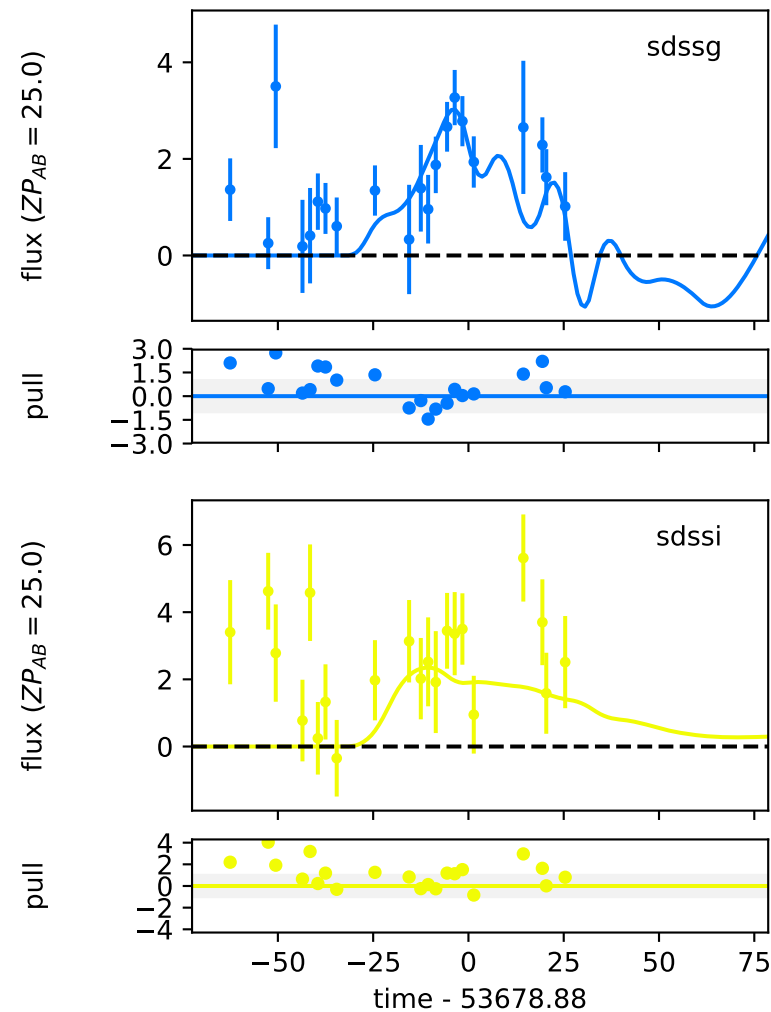 sdssg
flux (ZP_AB = 25.0)
4
2
0
pull
3.0
1.5
0.0
−1.5
−3.0
sdssi
flux (ZP_AB = 25.0)
6
4
2
0
pull
4
2
0
−2
−4
−50 −25 0 25 50 75
time - 53678.88